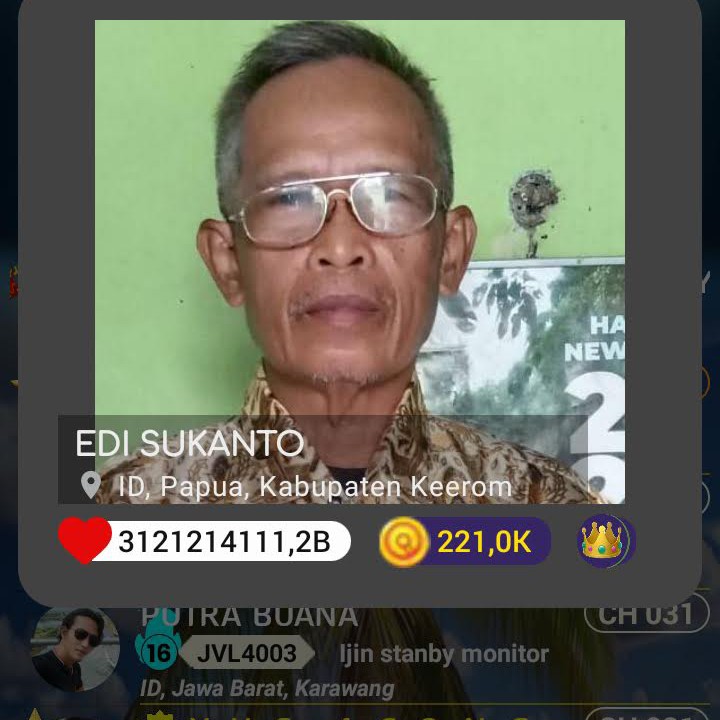 HA
NEW
2
EDI SUKANTO
ID, Papua, Kabupaten Keerom
3121214111,2B
221,0K
PUTRA BUANA
CH 031
16
JVL4003
Ijin stanby monitor
ID, Jawa Barat, Karawang